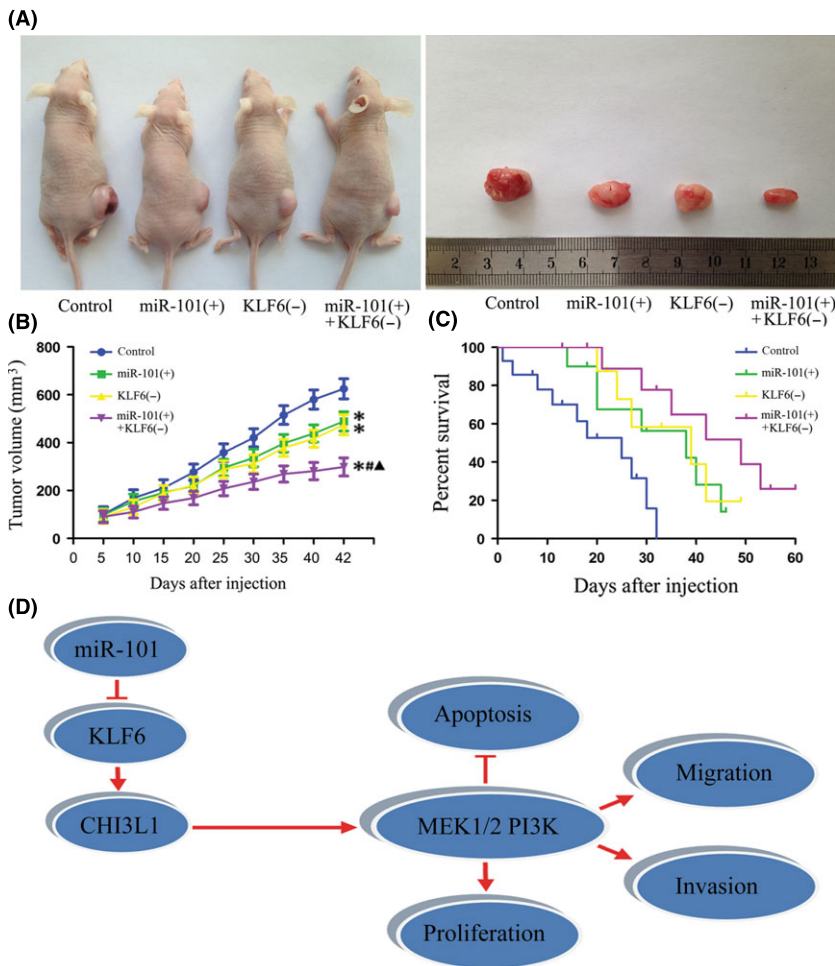 (A)
Control miR-101(+) KLF6(−) miR-101(+)
+KLF6(−)
2 3 4 5 6 7 8 9 10 11 12 13
Control miR-101(+) KLF6(−) miR-101(+)
+KLF6(−)
(B)
Tumor volume (mm³)
800
600
400
200
0
0 5 10 15 20 25 30 35 40 42
Days after injection
Control
miR-101(+)
KLF6(−)
miR-101(+)
+KLF6(−)
*
*
*#▲
(C)
Percent survival
100
80
60
40
20
0
0 10 20 30 40 50 60
Days after injection
Control
miR-101(+)
KLF6(−)
miR-101(+)
+KLF6(−)
(D)
miR-101
KLF6
CHI3L1
Apoptosis
MEK1/2 PI3K
Proliferation
Migration
Invasion